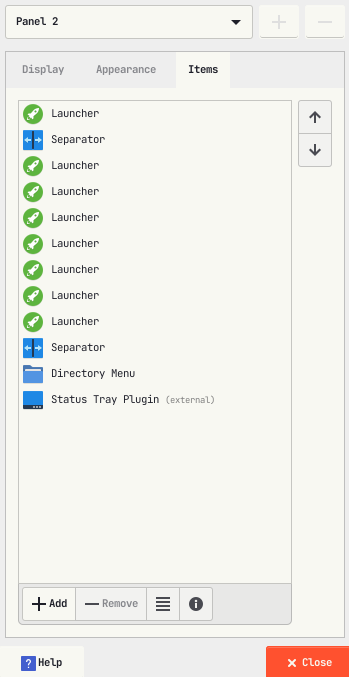 Panel 2
Display Appearance Items
Launcher
Separator
Launcher
Launcher
Launcher
Launcher
Launcher
Launcher
Launcher
Separator
Directory Menu
Status Tray Plugin (external)
Add Remove
? Help Close